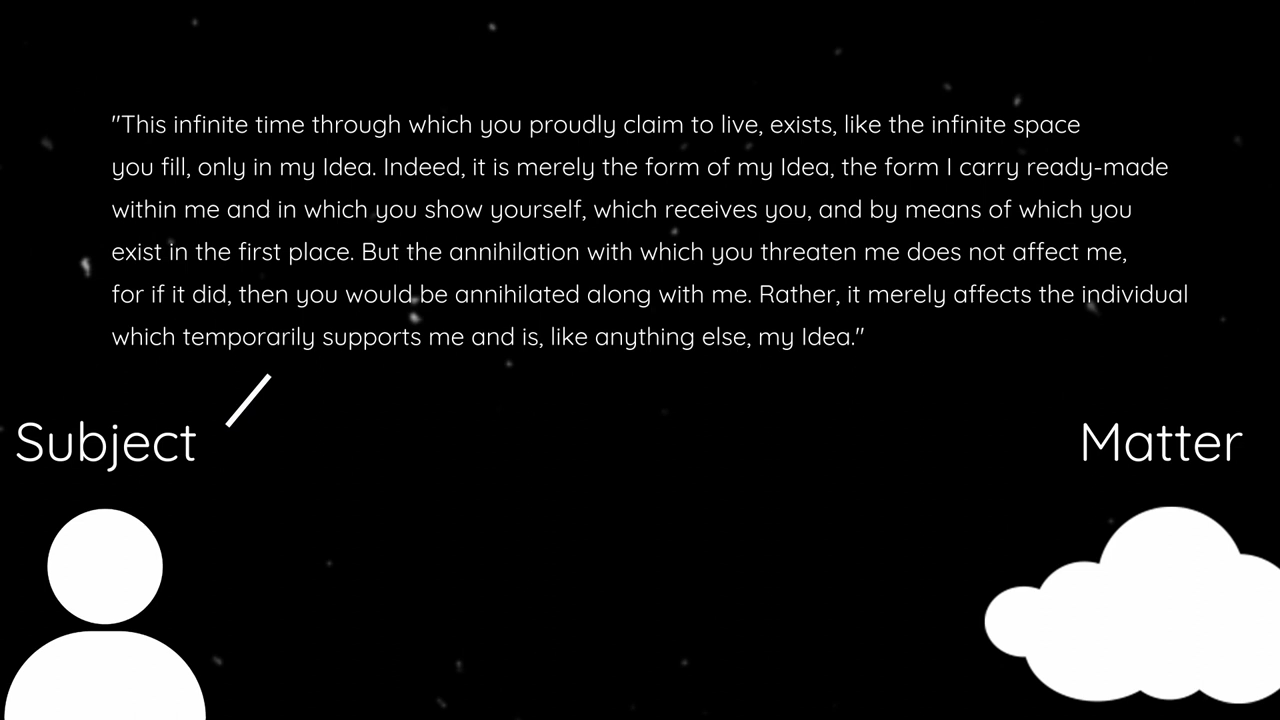 "This infinite time through which you proudly claim to live, exists, like the infinite space
you fill, only in my Idea. Indeed, it is merely the form of my Idea, the form I carry ready-made
within me and in which you show yourself, which receives you, and by means of which you
exist in the first place. But the annihilation with which you threaten me does not affect me,
for if it did, then you would be annihilated along with me. Rather, it merely affects the individual
which temporarily supports me and is, like anything else, my Idea."
Subject
Matter